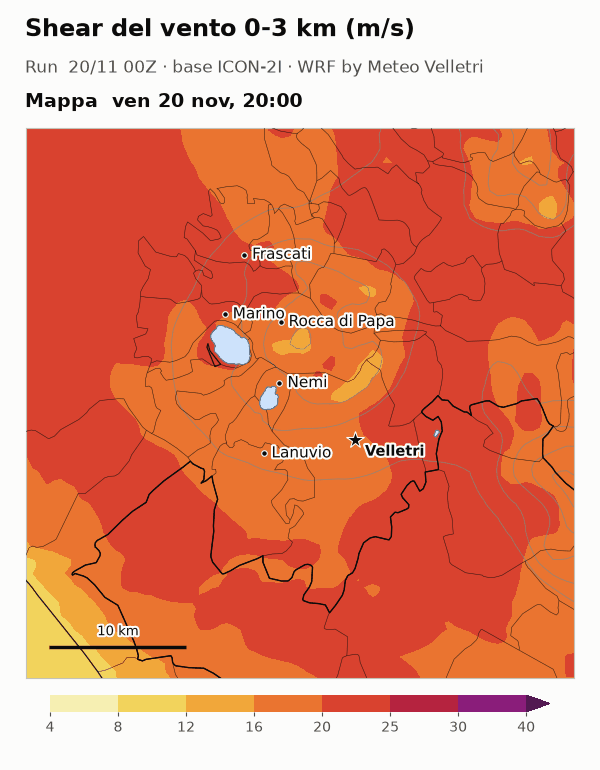 Shear del vento 0-3 km (m/s)
Run  20/11 00Z · base ICON-2I · WRF by Meteo Velletri
Mappa  ven 20 nov, 20:00
Frascati
Marino
Rocca di Papa
Nemi
Velletri
Lanuvio
10 km
4 8 12 16 20 25 30 40